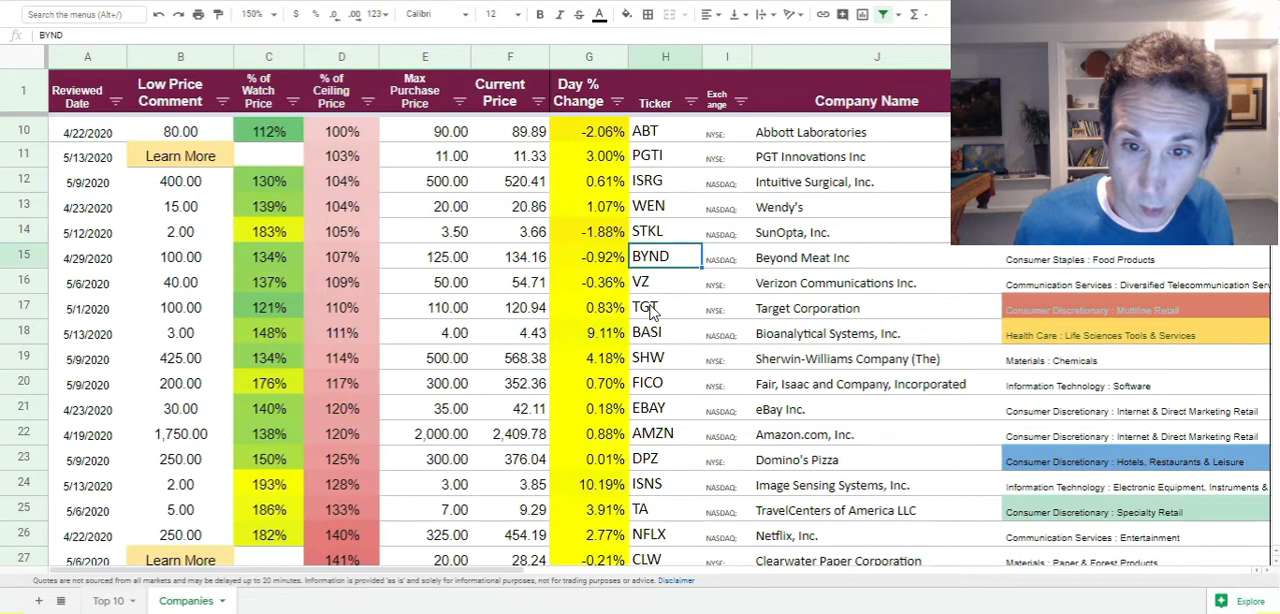 Search the menus (Alt+/) 150% $ % .0 .00 123 Calibri 12 B I S A
fx BYND
A B C D E F G H I J
1 Reviewed Date Low Price Comment % of Watch Price % of Ceiling Price Max Purchase Price Current Price Day % Change Ticker Exch ange Company Name
10 4/22/2020 80.00 112% 100% 90.00 89.89 -2.06% ABT NYSE: Abbott Laboratories
11 5/13/2020 Learn More 103% 11.00 11.33 3.00% PGTI NYSE: PGT Innovations Inc
12 5/9/2020 400.00 130% 104% 500.00 520.41 0.61% ISRG NASDAQ: Intuitive Surgical, Inc.
13 4/23/2020 15.00 139% 104% 20.00 20.86 1.07% WEN NASDAQ: Wendy's
14 5/12/2020 2.00 183% 105% 3.50 3.66 -1.88% STKL NASDAQ: SunOpta, Inc.
15 4/29/2020 100.00 134% 107% 125.00 134.16 -0.92% BYND NASDAQ: Beyond Meat Inc Consumer Staples : Food Products
16 5/6/2020 40.00 137% 109% 50.00 54.71 -0.36% VZ NYSE: Verizon Communications Inc. Communication Services : Diversified Telecommunication Serv
17 5/1/2020 100.00 121% 110% 110.00 120.94 0.83% TGT NYSE: Target Corporation Consumer Discretionary : Multiline Retail
18 5/13/2020 3.00 148% 111% 4.00 4.43 9.11% BASI NASDAQ: Bioanalytical Systems, Inc. Health Care : Life Sciences Tools & Services
19 5/9/2020 425.00 134% 114% 500.00 568.38 4.18% SHW NYSE: Sherwin-Williams Company (The) Materials : Chemicals
20 5/9/2020 200.00 176% 117% 300.00 352.36 0.70% FICO NYSE: Fair, Isaac and Company, Incorporated Information Technology : Software
21 4/23/2020 30.00 140% 120% 35.00 42.11 0.18% EBAY NASDAQ: eBay Inc. Consumer Discretionary : Internet & Direct Marketing Retail
22 4/19/2020 1,750.00 138% 120% 2,000.00 2,409.78 0.88% AMZN NASDAQ: Amazon.com, Inc. Consumer Discretionary : Internet & Direct Marketing Retail
23 5/9/2020 250.00 150% 125% 300.00 376.04 0.01% DPZ NYSE: Domino's Pizza Consumer Discretionary : Hotels, Restaurants & Leisure
24 5/13/2020 2.00 193% 128% 3.00 3.85 10.19% ISNS NASDAQ: Image Sensing Systems, Inc. Information Technology : Electronic Equipment, Instruments &
25 5/6/2020 5.00 186% 133% 7.00 9.29 3.91% TA NASDAQ: TravelCenters of America LLC Consumer Discretionary : Specialty Retail
26 4/22/2020 250.00 182% 140% 325.00 454.19 2.77% NFLX NASDAQ: Netflix, Inc. Communication Services : Entertainment
27 5/6/2020 Learn More 141% 20.00 28.24 -0.21% CLW NYSE: Clearwater Paper Corporation Materials : Paper & Forest Products
Quotes are not sourced from all markets and may be delayed up to 20 minutes. Information is provided 'as is' and solely for informational purposes, not for trading purposes or advice. Disclaimer
Top 10 Companies Explore